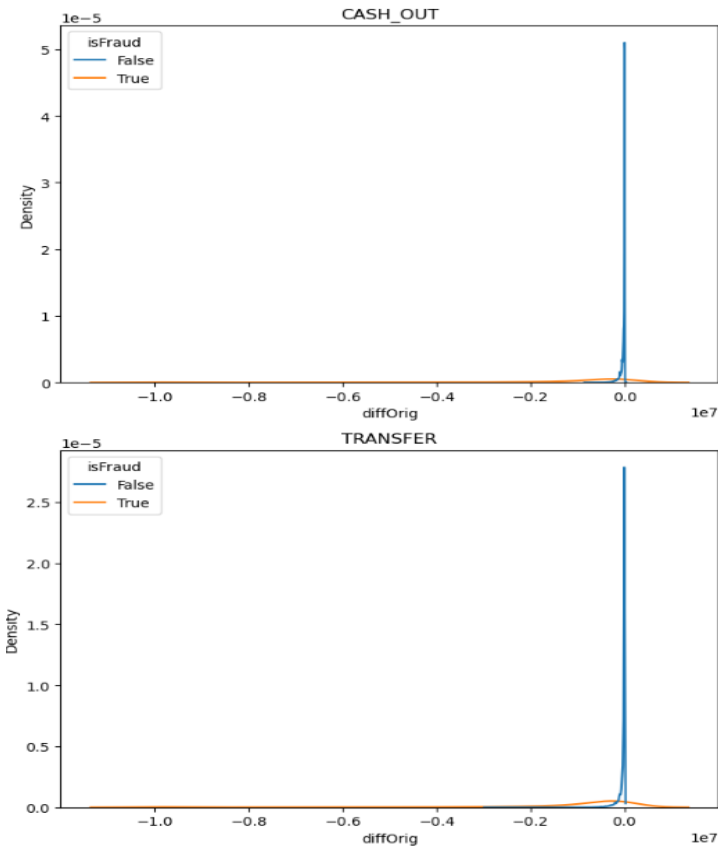 CASH_OUT
1e−5
isFraud
False
True
5
4
3
2
1
0
Density
−1.0
−0.8
−0.6
−0.4
−0.2
0.0
1e7
diffOrig
TRANSFER
1e−5
isFraud
False
True
2.5
2.0
1.5
1.0
0.5
0.0
Density
−1.0
−0.8
−0.6
−0.4
−0.2
0.0
1e7
diffOrig